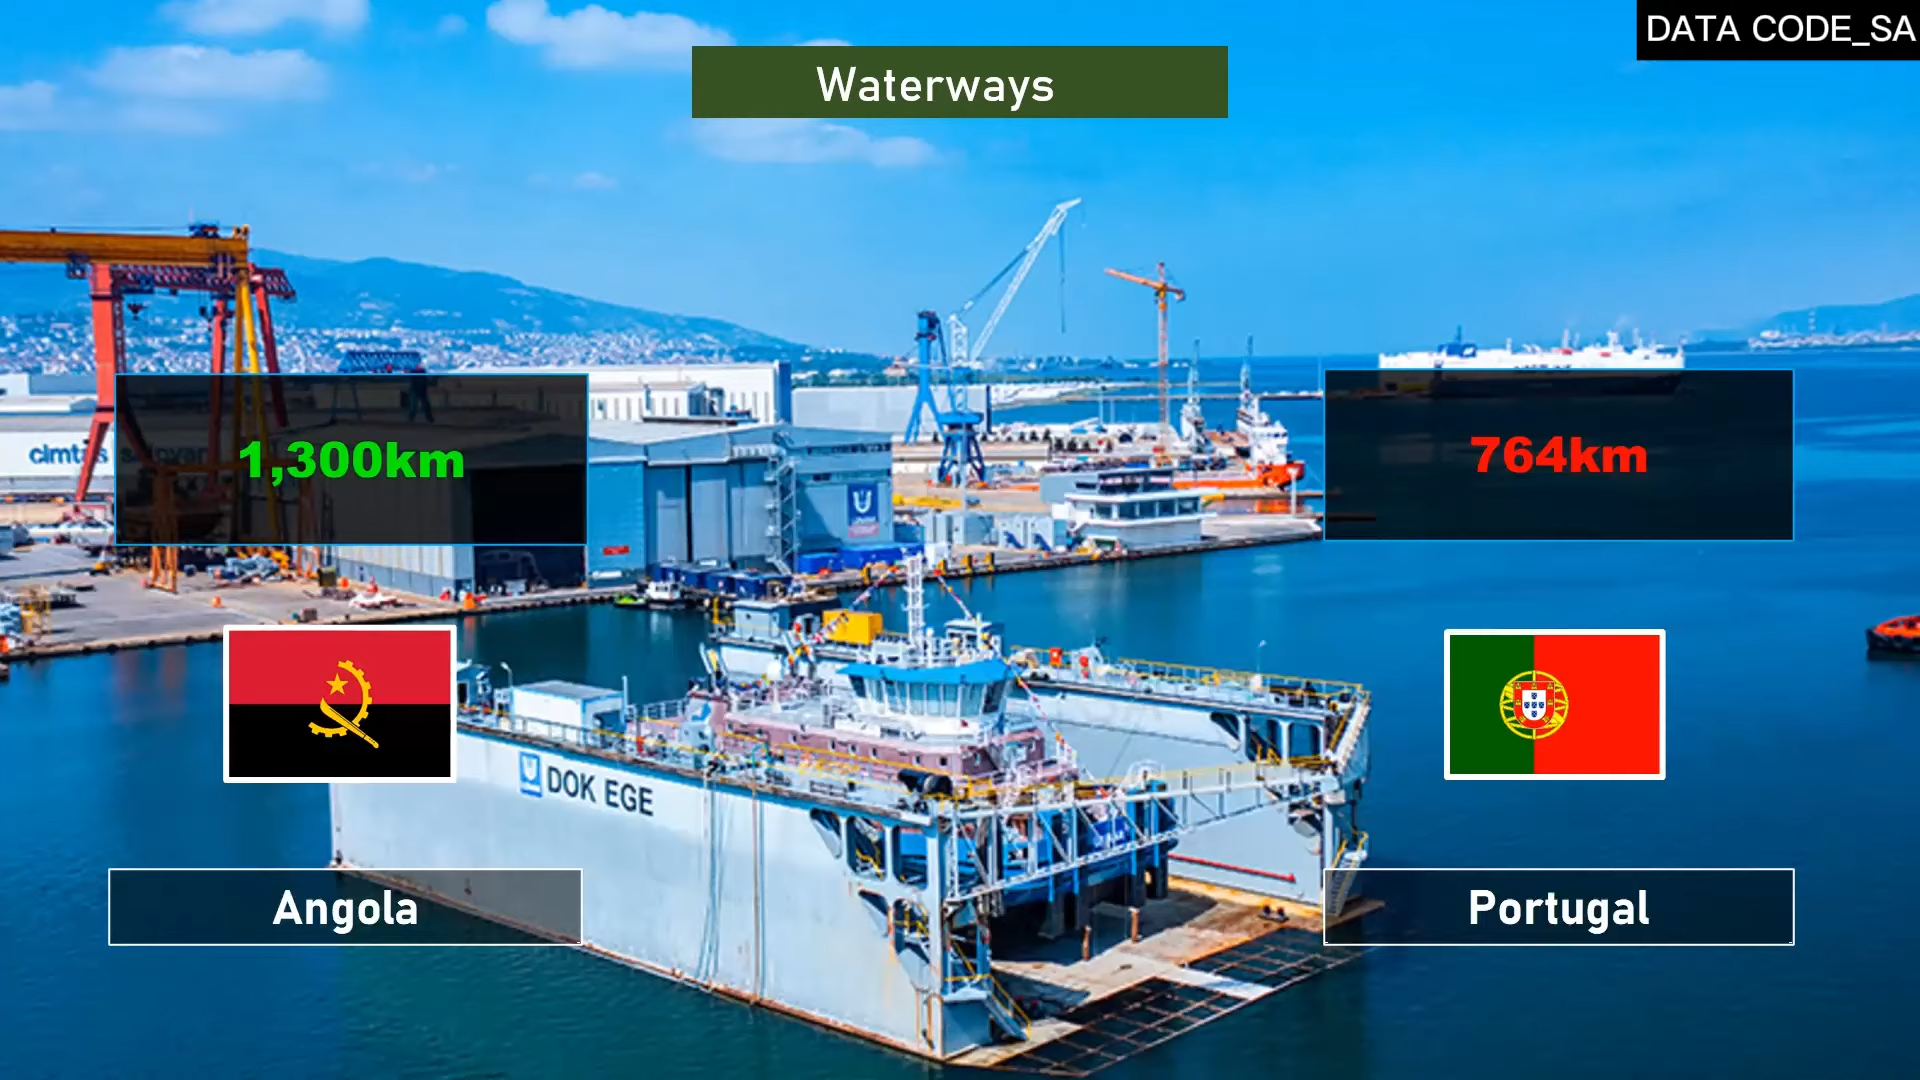 DATA CODE_SA
Waterways
1,300km
764km
Angola
Portugal
DOK EGE